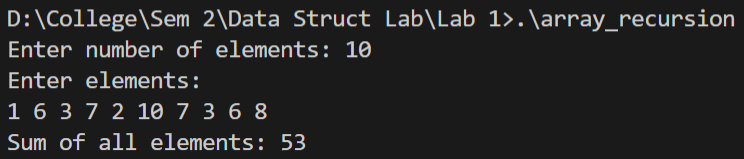 D:\College\Sem 2\Data Struct Lab\Lab 1>.\array_recursion
Enter number of elements: 10
Enter elements:
1 6 3 7 2 10 7 3 6 8
Sum of all elements: 53